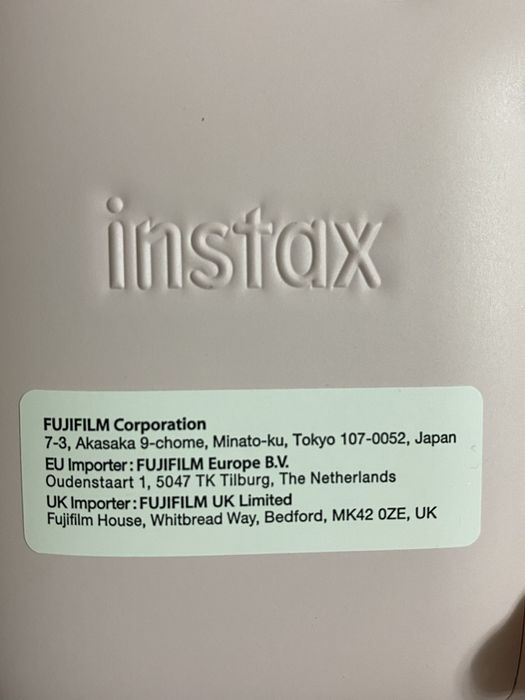 instax
FUJIFILM Corporation
7-3, Akasaka 9-chome, Minato-ku, Tokyo 107-0052, Japan
EU Importer: FUJIFILM Europe B.V.
Oudenstaart 1, 5047 TK Tilburg, The Netherlands
UK Importer: FUJIFILM UK Limited
Fujifilm House, Whitbread Way, Bedford, MK42 0ZE, UK